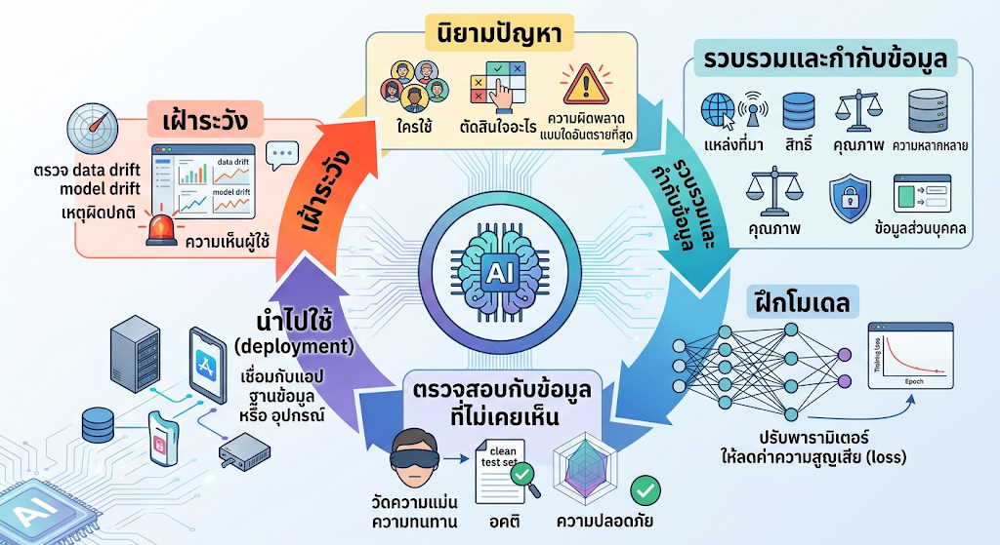 นิยามปัญหา
ใครใช้
ตัดสินใจอะไร
ความผิดพลาด
แบบใดอันตรายที่สุด
รวบรวมและกำกับข้อมูล
แหล่งที่มา
สิทธิ์
คุณภาพ
ความหลากหลาย
คุณภาพ
ข้อมูลส่วนบุคคล
รวบรวมและ
กำกับข้อมูล
ฝึกโมเดล
Training loss
Epoch
ปรับพารามิเตอร์
ให้ลดค่าความสูญเสีย (loss)
ตรวจสอบกับข้อมูล
ที่ไม่เคยเห็น
clean
test set
วัดความแม่น
ความทนทาน
อคติ
ความปลอดภัย
นำไปใช้
(deployment)
เชื่อมกับแอป
ฐานข้อมูล
หรือ อุปกรณ์
เฝ้าระวัง
เฝ้าระวัง
data drift
model drift
ตรวจ data drift
model drift
เหตุผิดปกติ
ความเห็นผู้ใช้
AI
AI